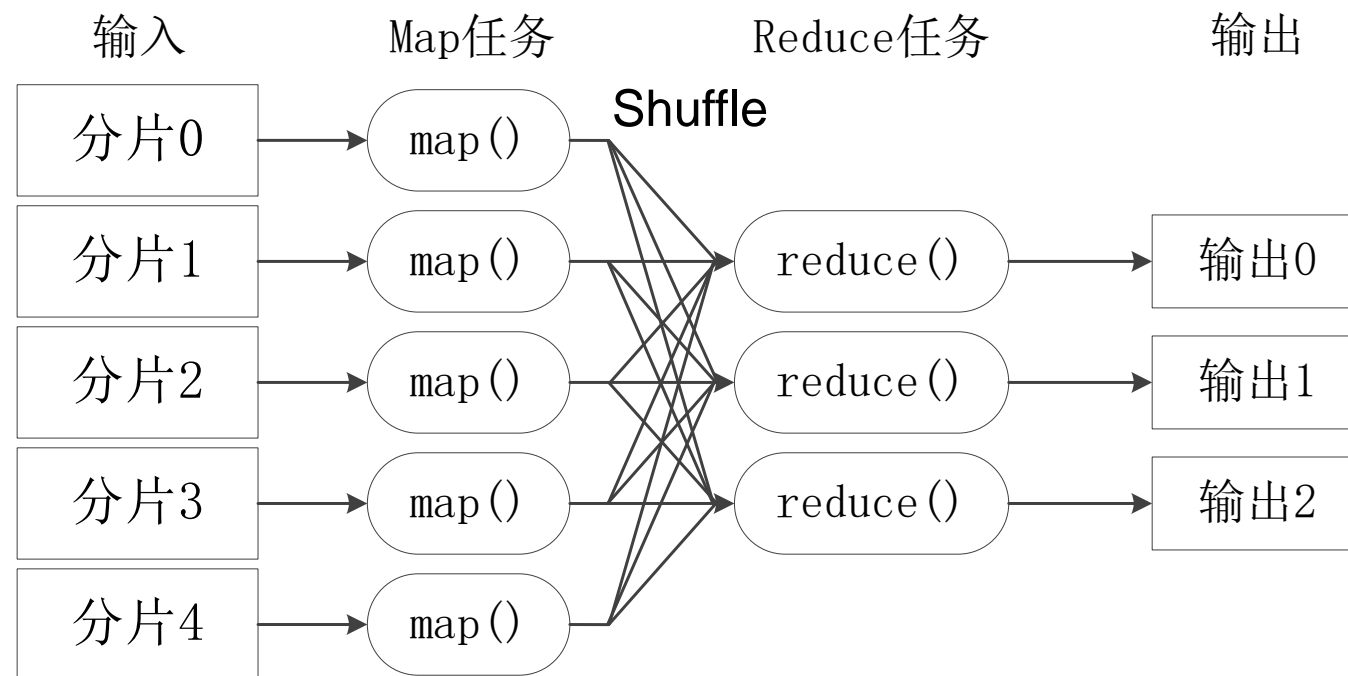 输入 Map任务 Reduce任务 输出
Shuffle
分片0 map()
分片1 map() reduce() 输出0
分片2 map() reduce() 输出1
分片3 map() reduce() 输出2
分片4 map()